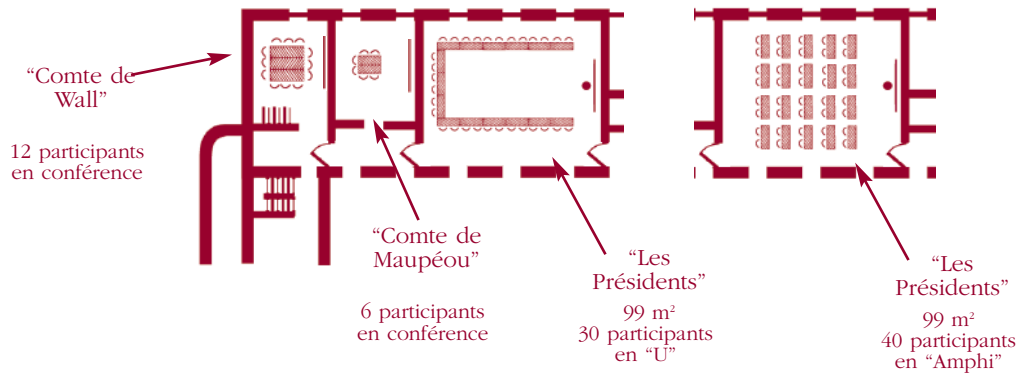 “Comte de
Wall”
12 participants
en conférence
“Comte de
Maupéou”
6 participants
en conférence
“Les
Présidents”
99 m²
30 participants
en “U”
“Les
Présidents”
99 m²
40 participants
en “Amphi”